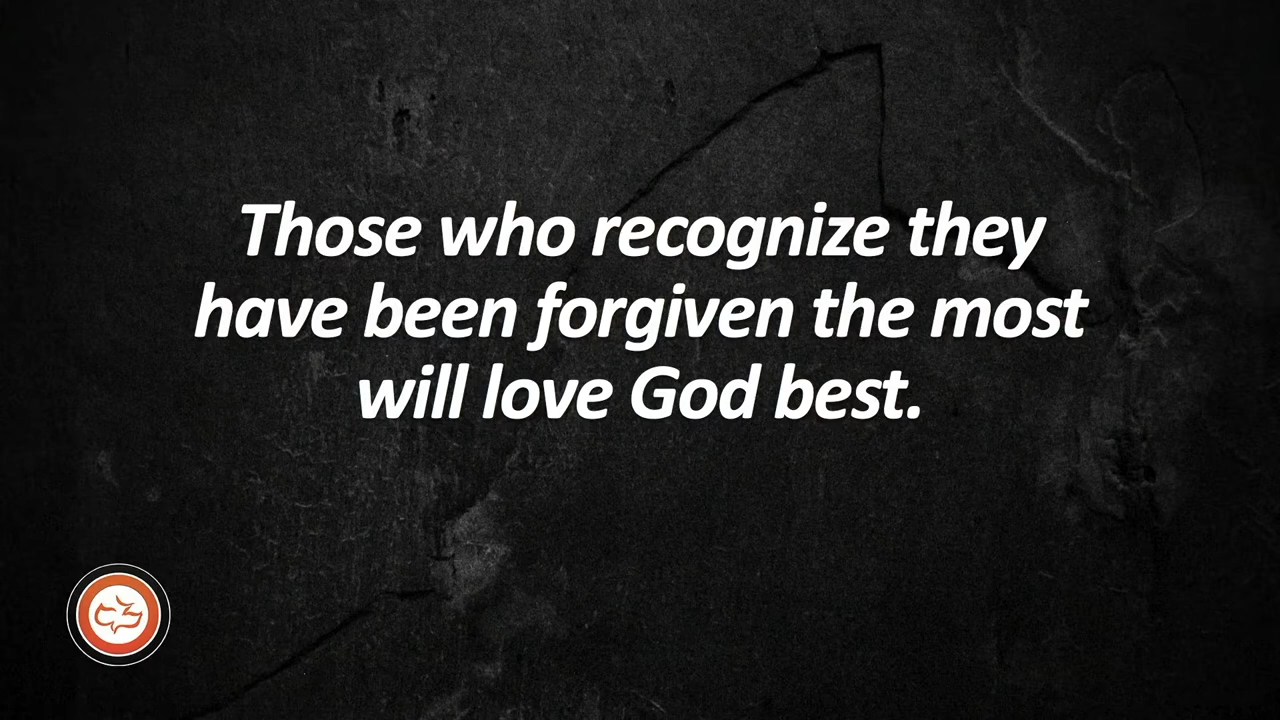 Those who recognize they
have been forgiven the most
will love God best.